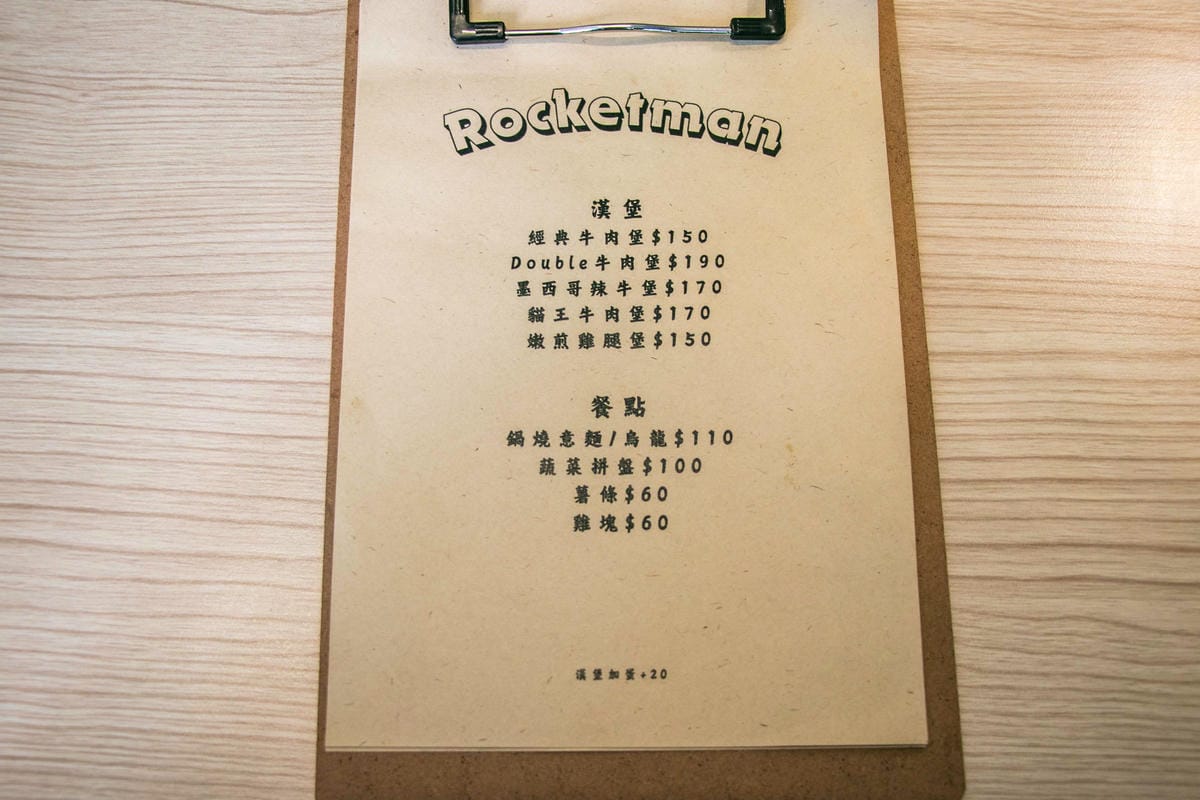 Rocketman
漢堡
經典牛肉堡$150
Double牛肉堡$190
墨西哥辣牛堡$170
貓王牛肉堡$170
嫩煎雞腿堡$150
餐點
鍋燒意麵/烏龍$110
蔬菜拼盤$100
薯條$60
雞塊$60
漢堡加蛋+20